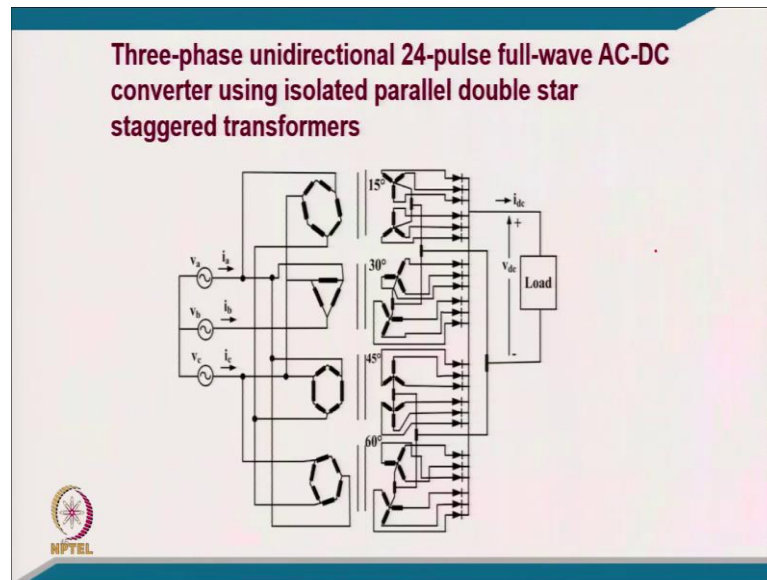 Three-phase unidirectional 24-pulse full-wave AC-DC
converter using isolated parallel double star
staggered transformers
15°
i_dc
+
v_a i_a
30°
v_dc
Load
v_b i_b
v_c i_c
45°
-
60°
NPTEL